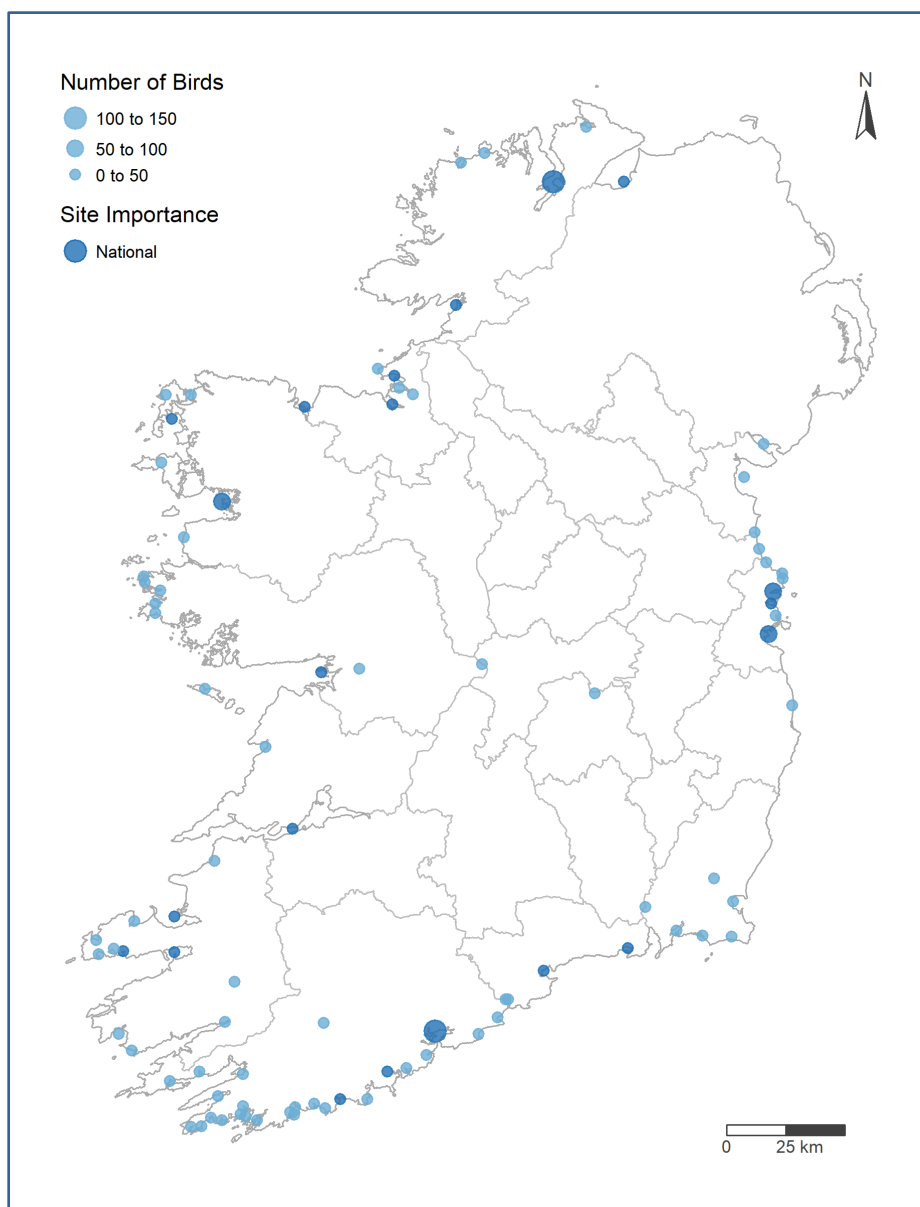 Number of Birds
100 to 150
50 to 100
0 to 50
Site Importance
National
N
0 25 km